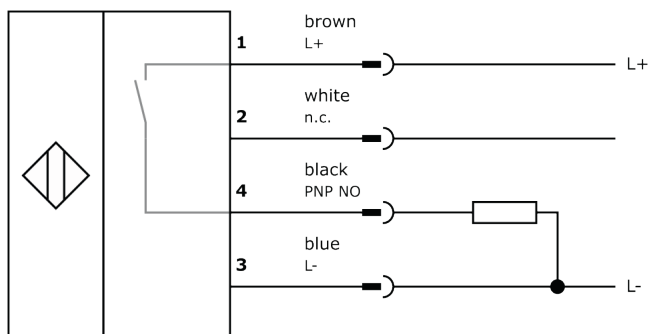 brown
1
L+
L+
white
2
n.c.
black
4
PNP NO
blue
3
L-
L-